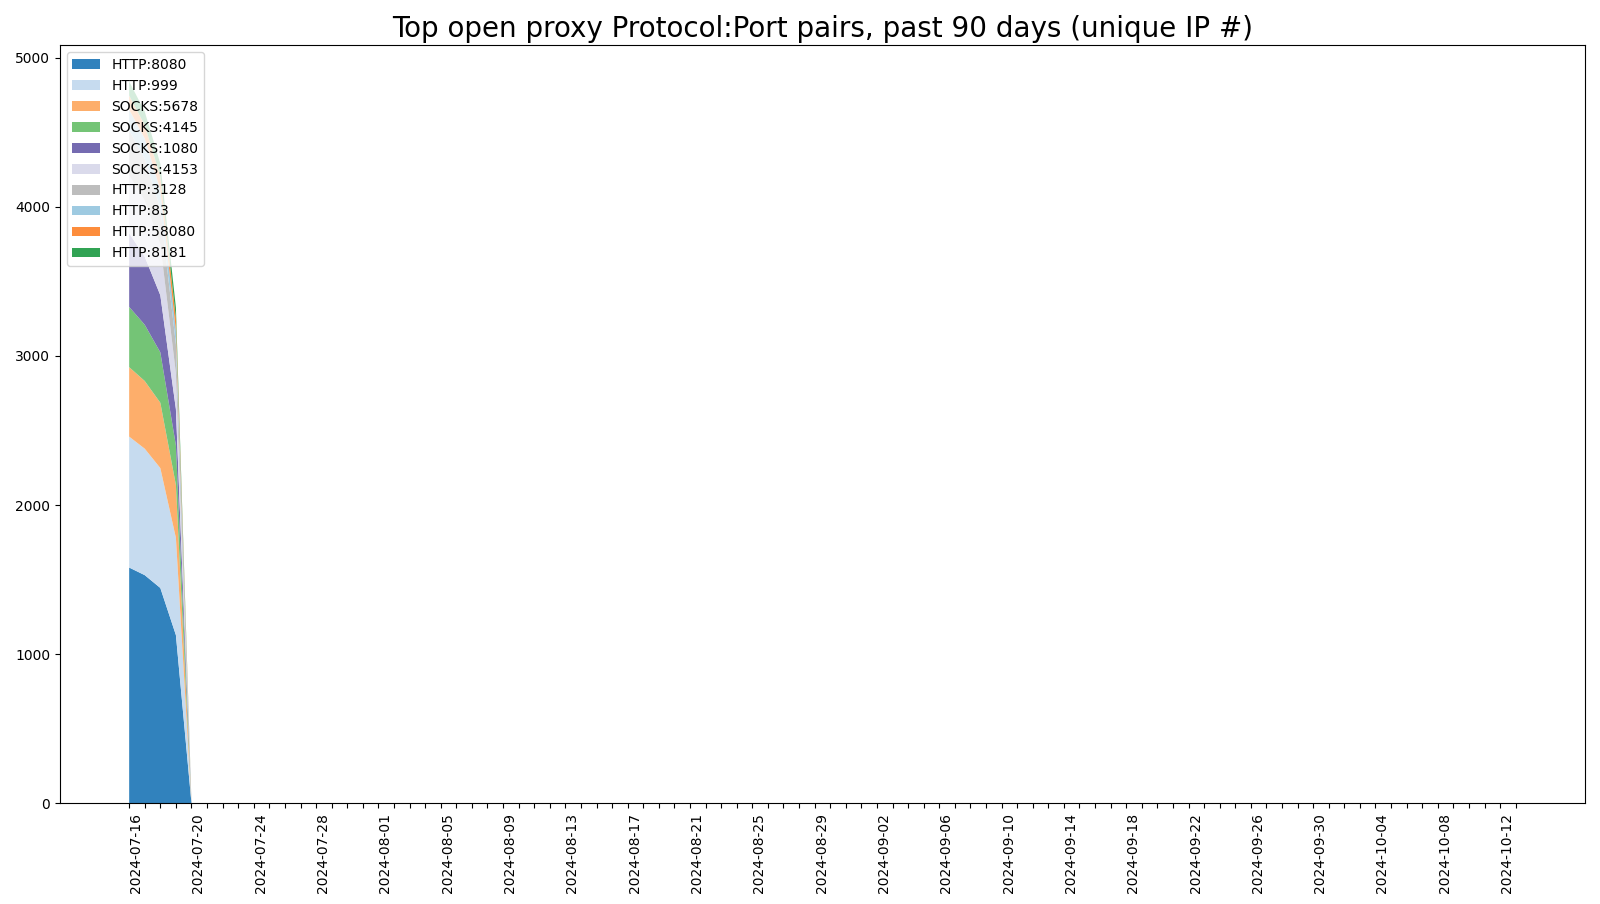 Top open proxy Protocol:Port pairs, past 90 days (unique IP #)
5000
4000
3000
2000
1000
0
HTTP:8080
HTTP:999
SOCKS:5678
SOCKS:4145
SOCKS:1080
SOCKS:4153
HTTP:3128
HTTP:83
HTTP:58080
HTTP:8181
2024-07-16
2024-07-20
2024-07-24
2024-07-28
2024-08-01
2024-08-05
2024-08-09
2024-08-13
2024-08-17
2024-08-21
2024-08-25
2024-08-29
2024-09-02
2024-09-06
2024-09-10
2024-09-14
2024-09-18
2024-09-22
2024-09-26
2024-09-30
2024-10-04
2024-10-08
2024-10-12